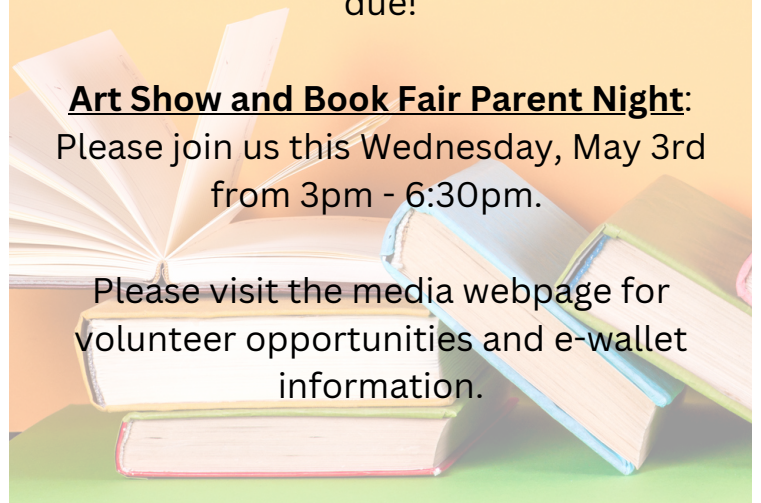 due!
Art Show and Book Fair Parent Night:
Please join us this Wednesday, May 3rd
from 3pm - 6:30pm.
Please visit the media webpage for
volunteer opportunities and e-wallet
information.